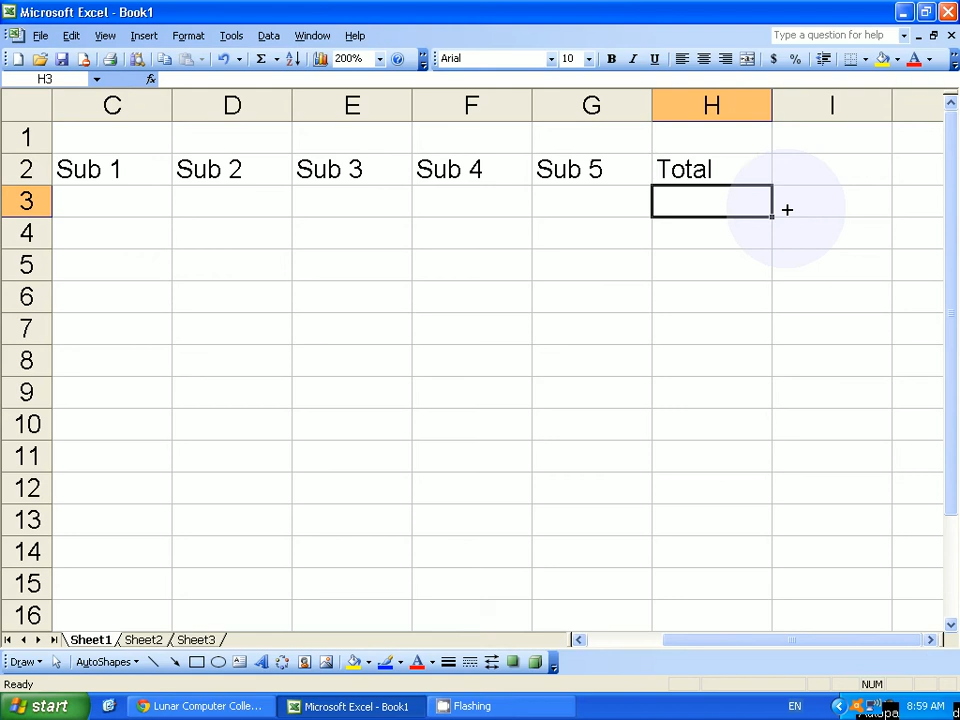 Microsoft Excel - Book1
File Edit View Insert Format Tools Data Window Help Type a question for help
200% Arial 10 B I U $ %
H3 fx
C D E F G H I
1
2 Sub 1 Sub 2 Sub 3 Sub 4 Sub 5 Total
3
4
5
6
7
8
9
10
11
12
13
14
15
16
Sheet1 Sheet2 Sheet3
Draw AutoShapes A A
Ready NUM
start Lunar Computer Colle... Microsoft Excel - Book1 Flashing EN 8:59 AM